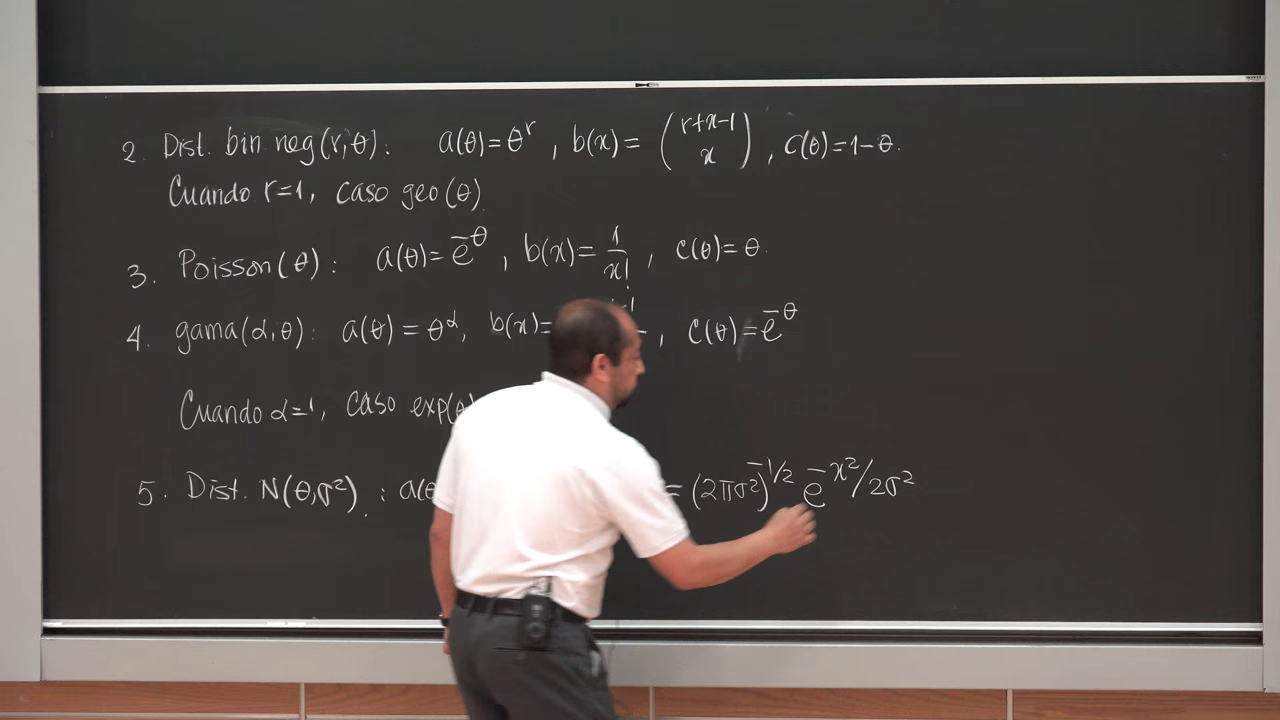 2. Dist. bin neg(r,θ): a(θ)=θ^r , b(x)= (r+x-1 x) , c(θ)=1-θ.
Cuando r=1, caso geo(θ)
3. Poisson(θ): a(θ)=e^-θ , b(x)= 1/x! , c(θ)=θ.
4. gama(α,θ): a(θ)=θ^α, b(x)= , c(θ)=e^-θ
Cuando α=1, caso exp(θ
5. Dist. N(θ,σ²) : a(θ = (2πσ²)^-1/2 e^-x²/2σ²